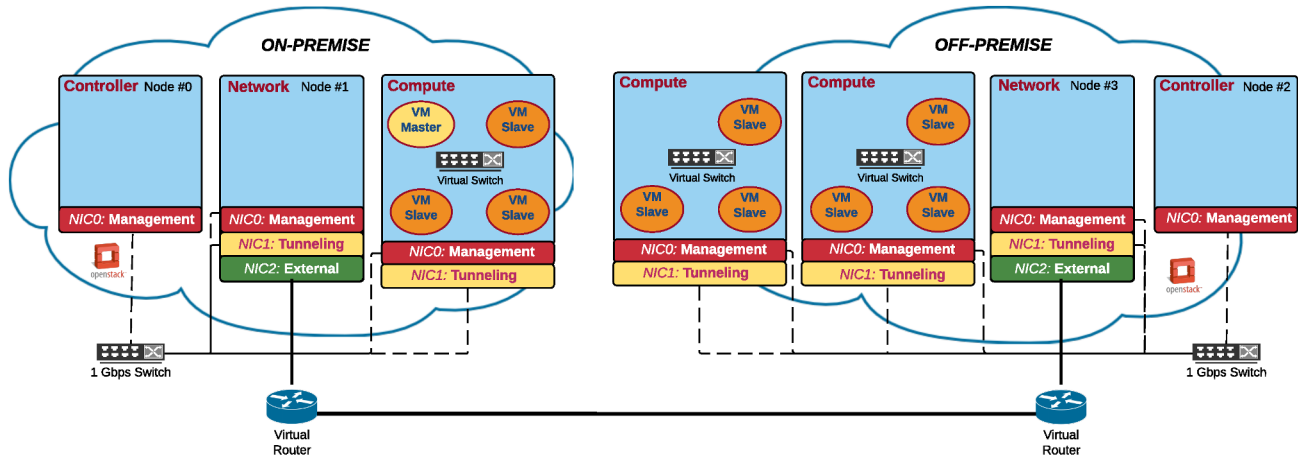 ON-PREMISE
Controller Node #0
NIC0: Management
openstack
1 Gbps Switch
Network Node #1
NIC0: Management
NIC1: Tunneling
NIC2: External
Compute
VM
Master
VM
Slave
Virtual Switch
VM
Slave
VM
Slave
NIC0: Management
NIC1: Tunneling
Virtual
Router
OFF-PREMISE
Compute
VM
Slave
Virtual Switch
VM
Slave
VM
Slave
NIC0: Management
NIC1: Tunneling
Compute
VM
Slave
Virtual Switch
VM
Slave
VM
Slave
NIC0: Management
NIC1: Tunneling
Network Node #3
NIC0: Management
NIC1: Tunneling
NIC2: External
Controller Node #2
NIC0: Management
openstack
1 Gbps Switch
Virtual
Router